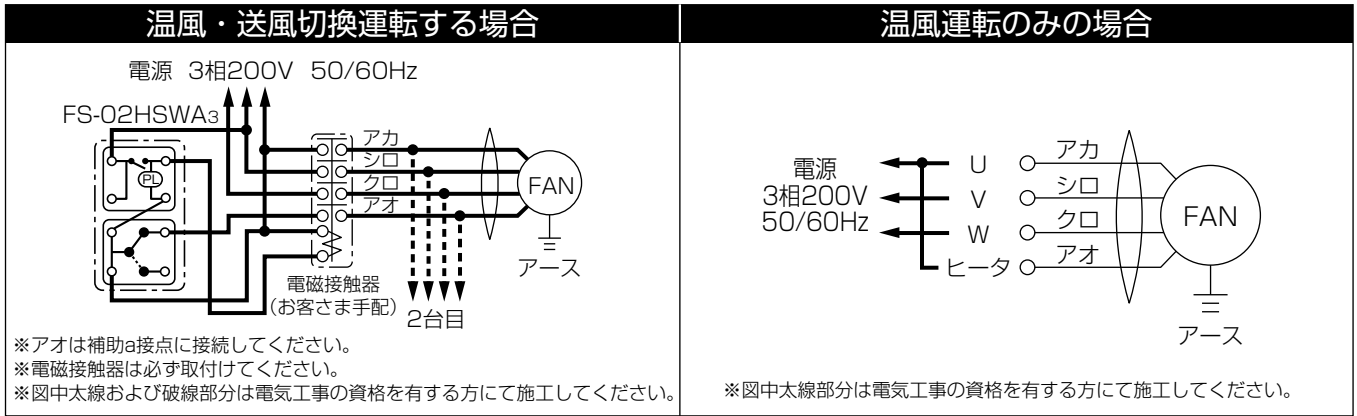 温風・送風切換運転する場合
電源 3相200V 50/60Hz
FS-02HSWA3
PL
アカ
シロ
クロ
アオ
FAN
アース
電磁接触器
(お客さま手配)
2台目
※アオは補助a接点に接続してください。
※電磁接触器は必ず取付けてください。
※図中太線および破線部分は電気工事の資格を有する方にて施工してください。
温風運転のみの場合
電源
3相200V
50/60Hz
U
V
W
ヒータ
アカ
シロ
クロ
アオ
FAN
アース
※図中太線部分は電気工事の資格を有する方にて施工してください。